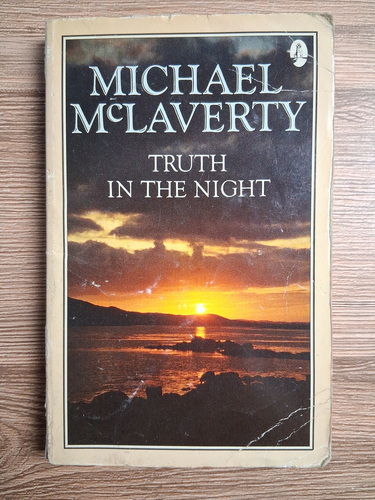 MICHAEL
McLAVERTY
TRUTH
IN THE NIGHT